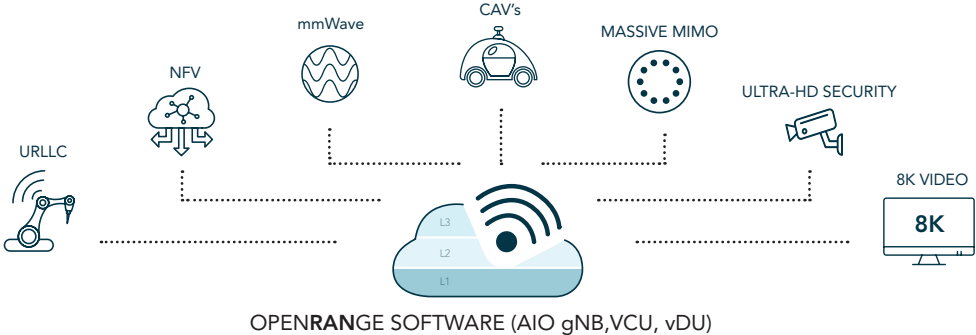 CAV's
mmWave
MASSIVE MIMO
NFV
ULTRA-HD SECURITY
URLLC
8K VIDEO
8K
L3
L2
L1
OPENRANGE SOFTWARE (AIO gNB,VCU, vDU)